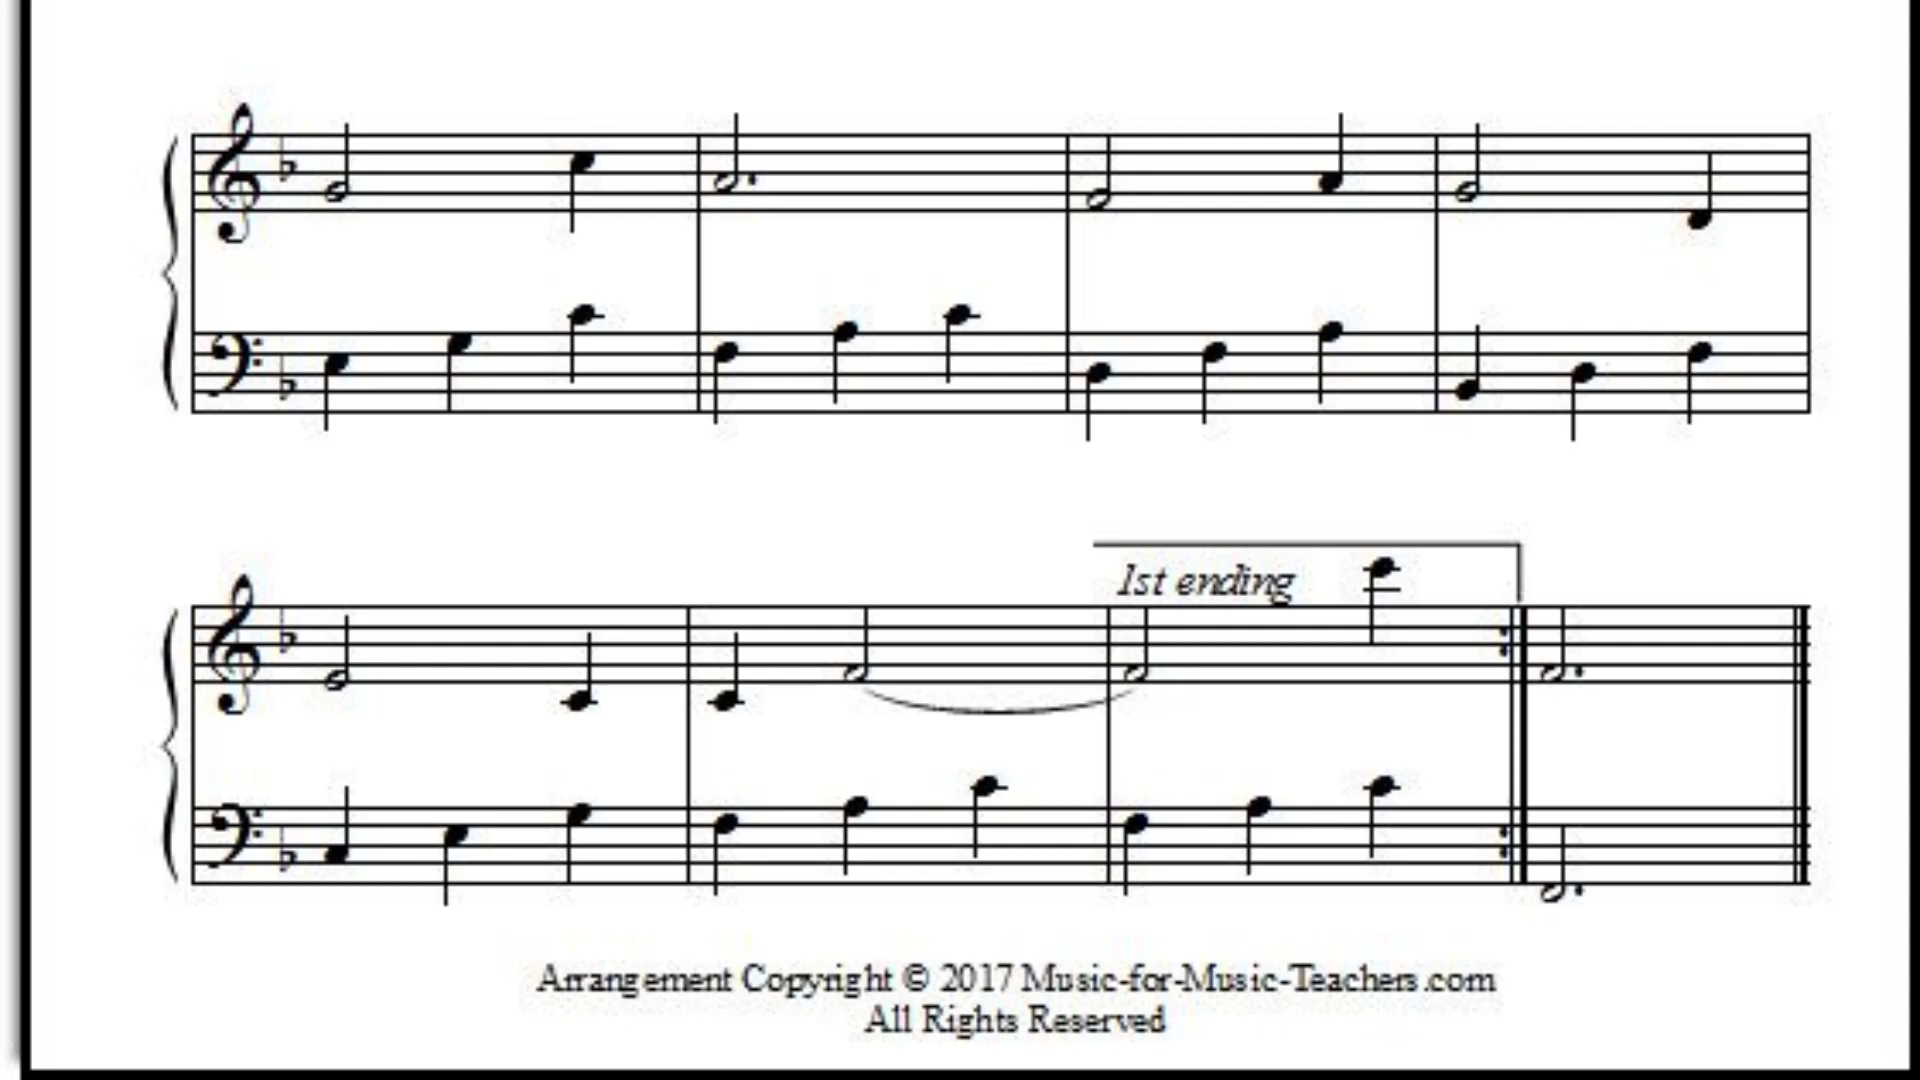 1st ending
Arrangement Copyright © 2017 Music-for-Music-Teachers.com
All Rights Reserved